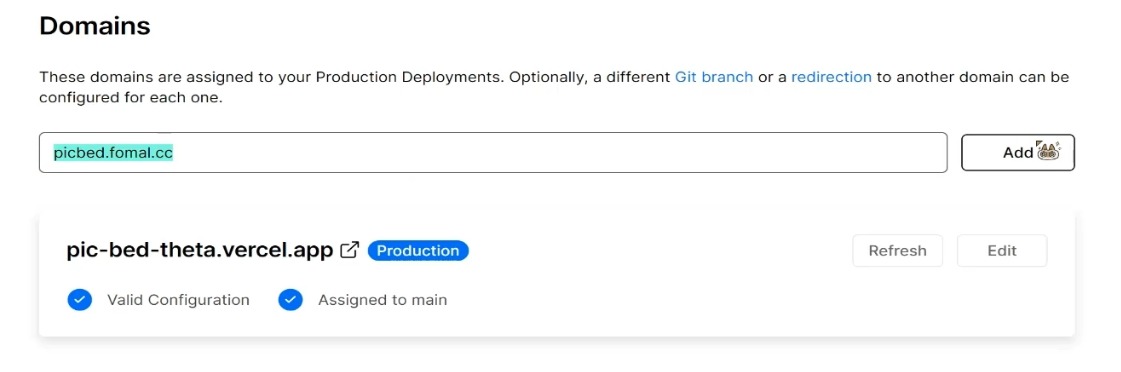 Domains
These domains are assigned to your Production Deployments. Optionally, a different Git branch or a redirection to another domain can be
configured for each one.
picbed.fomal.cc
Add
pic-bed-theta.vercel.app Production
Refresh
Edit
Valid Configuration
Assigned to main